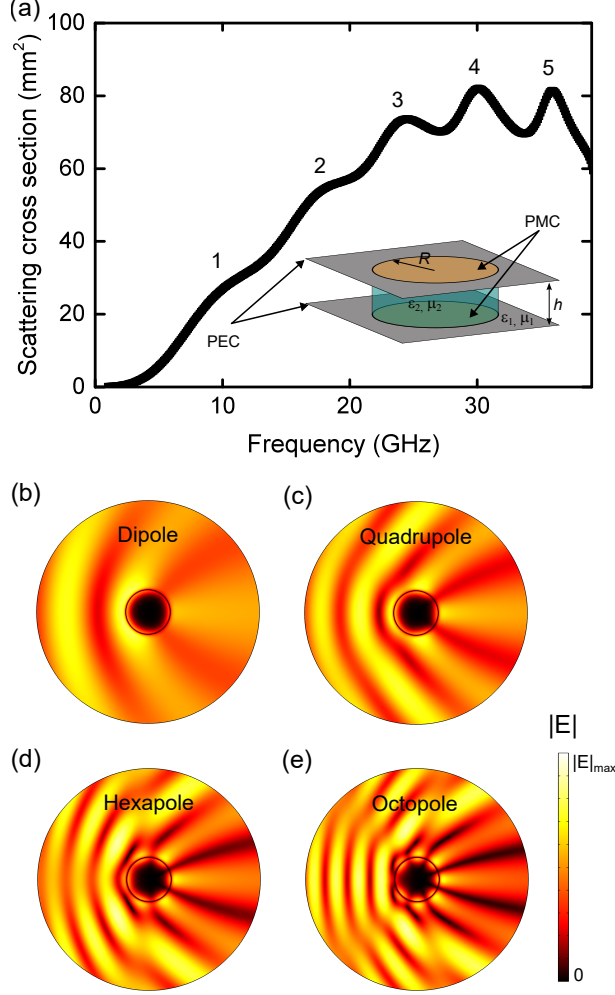 (a)
Scattering cross section (mm²)
100
80
60
40
20
0
1
2
3
4
5
PMC
R
h
ε₂, μ₂
ε₁, μ₁
PEC
0
10
20
30
Frequency (GHz)
(b)
Dipole
(c)
Quadrupole
(d)
Hexapole
(e)
Octopole
|E|
|E|max
0